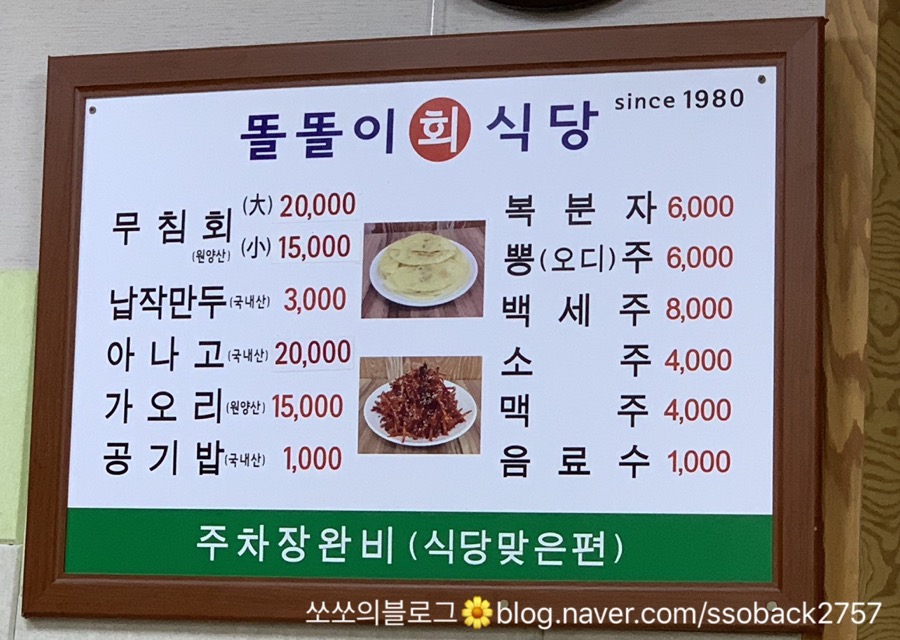 똘똘이 회 식당 since 1980
무침회 (大) 20,000
(원양산) (小) 15,000
납작만두 (국내산) 3,000
아나고 (국내산) 20,000
가오리 (원양산) 15,000
공기밥 (국내산) 1,000
복분자 6,000
뽕(오디)주 6,000
백세주 8,000
소주 4,000
맥주 4,000
음료수 1,000
주차장완비 (식당맞은편)
쏘쏘의블로그🌼blog.naver.com/ssoback2757